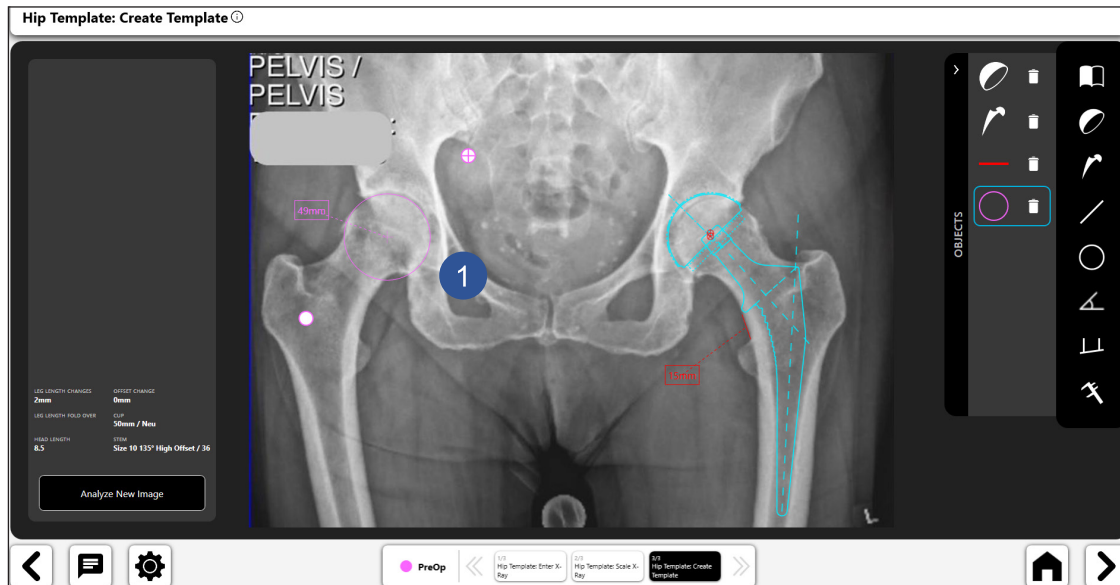 Hip Template: Create Template
PELVIS /
PELVIS
49mm
1
15mm
L
OBJECTS
LEG LENGTH CHANGES
2mm
OFFSET CHANGE
0mm
LEG LENGTH FOLD OVER
CUP
50mm / Neu
HEAD LENGTH
8.5
STEM
Size 10 135° High Offset / 36
Analyze New Image
PreOp
1/3
Hip Template: Enter X-
Ray
2/3
Hip Template: Scale X-
Ray
3/3
Hip Template: Create
Template